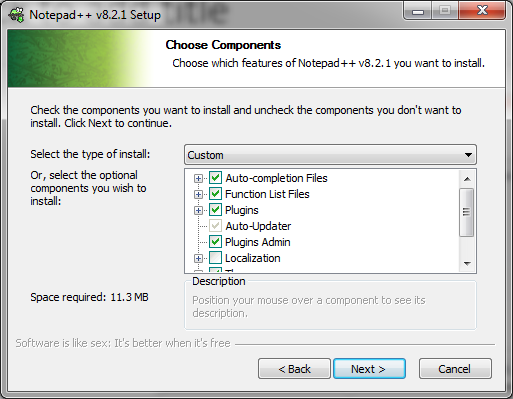 Notepad++ v8.2.1 Setup
Choose Components
Choose which features of Notepad++ v8.2.1 you want to install.
Check the components you want to install and uncheck the components you don't want to
install. Click Next to continue.
Select the type of install:
Custom
Or, select the optional
components you wish to
install:
Auto-completion Files
Function List Files
Plugins
Auto-Updater
Plugins Admin
Localization
Space required: 11.3 MB
Description
Position your mouse over a component to see its
description.
Software is like sex: It's better when it's free
< Back
Next >
Cancel